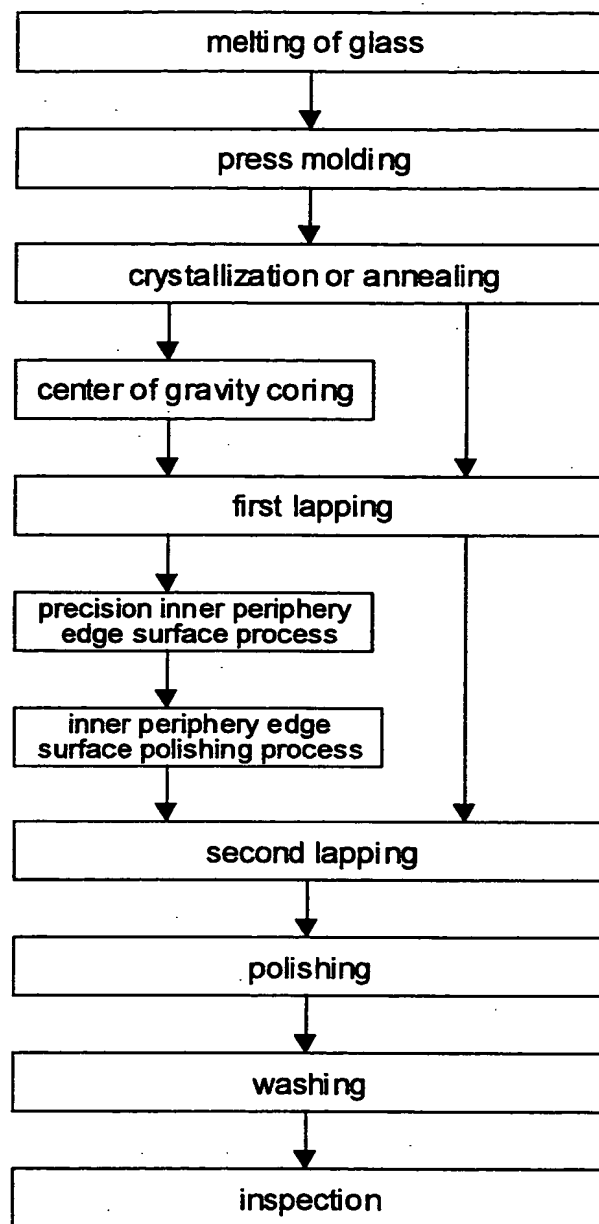 melting of glass
press molding
crystallization or annealing
center of gravity coring
first lapping
precision inner periphery
edge surface process
inner periphery edge
surface polishing process
second lapping
polishing
washing
inspection